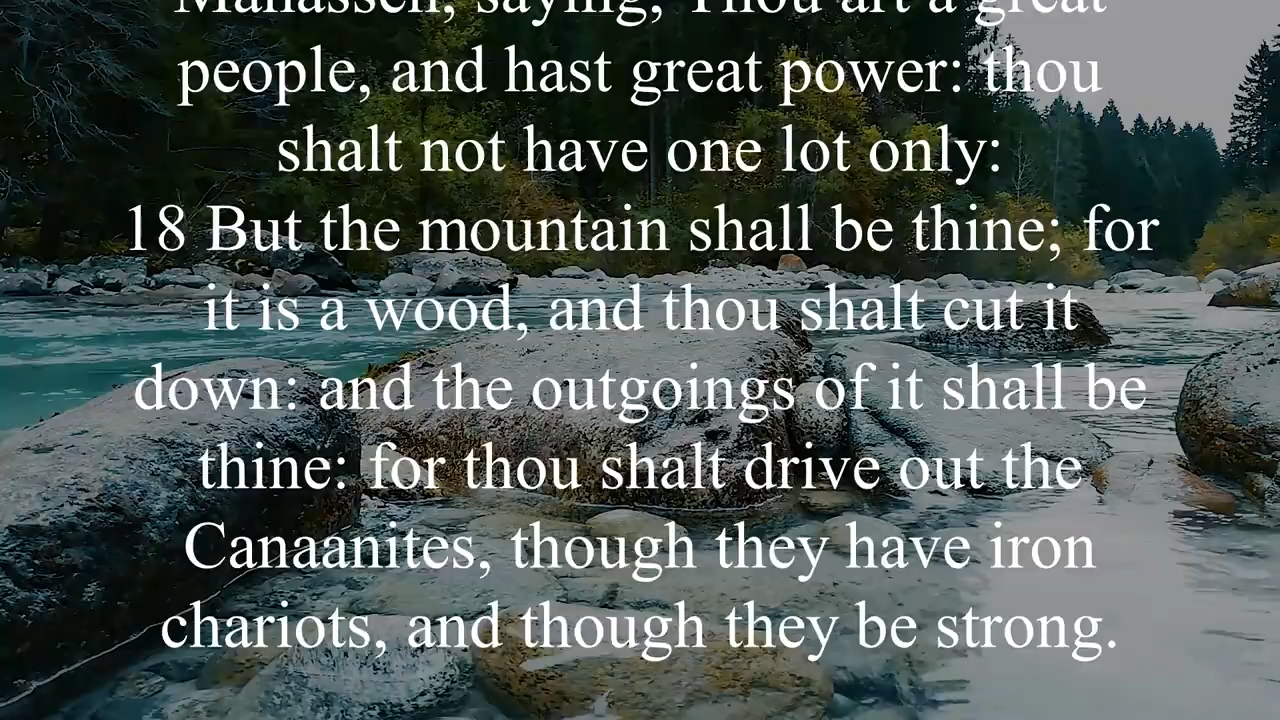 Manasseh, saying, Thou art a great
people, and hast great power: thou
shalt not have one lot only:
18 But the mountain shall be thine; for
it is a wood, and thou shalt cut it
down: and the outgoings of it shall be
thine: for thou shalt drive out the
Canaanites, though they have iron
chariots, and though they be strong.